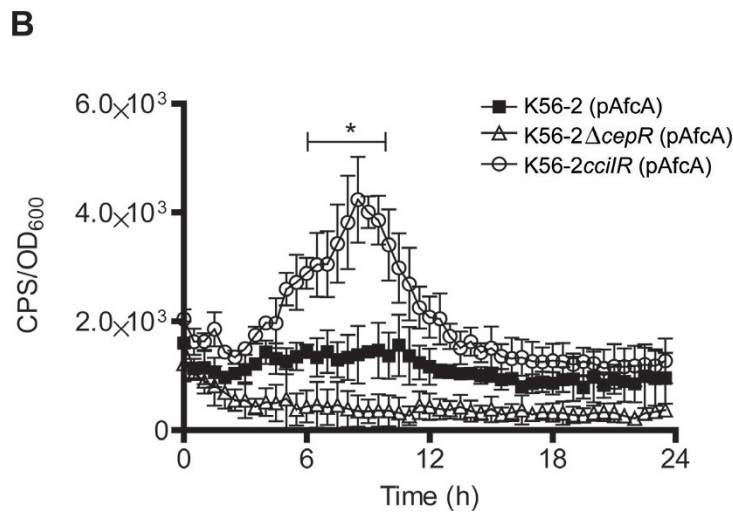 B
6.0×10³
4.0×10³
2.0×10³
0
CPS/OD₆₀₀
*
K56-2 (pAfcA)
K56-2ΔcepR (pAfcA)
K56-2cciIR (pAfcA)
0 6 12 18 24
Time (h)